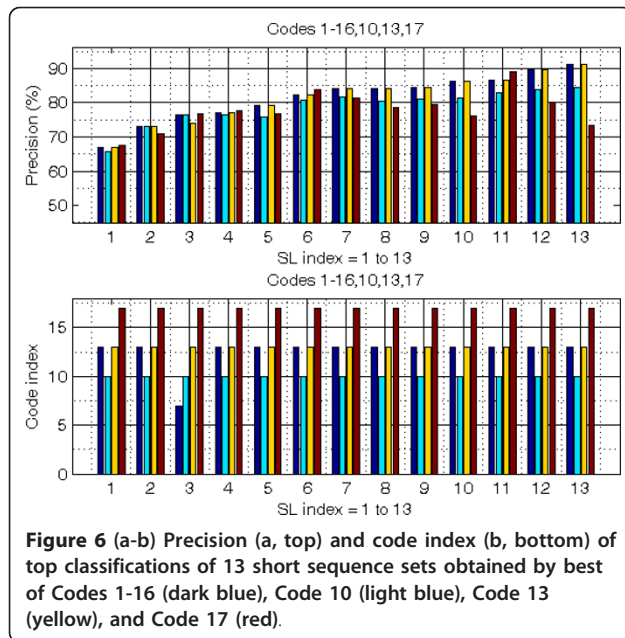 Codes 1-16,10,13,17
90
80
70
60
50
Precision (%)
1 2 3 4 5 6 7 8 9 10 11 12 13
SL index = 1 to 13
Codes 1-16,10,13,17
15
10
5
0
Code index
1 2 3 4 5 6 7 8 9 10 11 12 13
SL index = 1 to 13
Figure 6 (a-b) Precision (a, top) and code index (b, bottom) of
top classifications of 13 short sequence sets obtained by best
of Codes 1-16 (dark blue), Code 10 (light blue), Code 13
(yellow), and Code 17 (red).